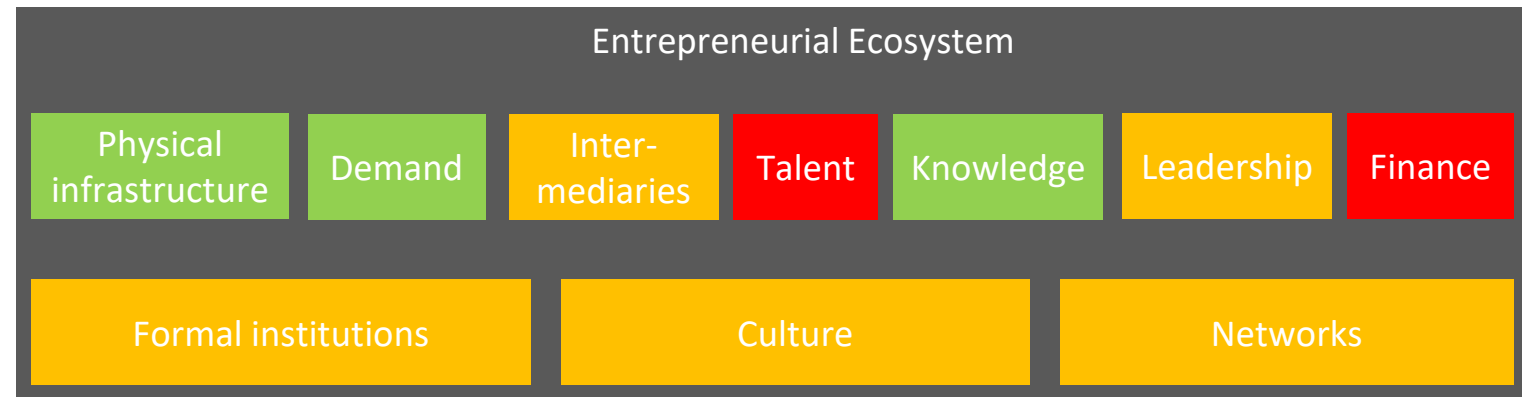 Entrepreneurial Ecosystem
Physical
infrastructure
Demand
Inter-
mediaries
Talent
Knowledge
Leadership
Finance
Formal institutions
Culture
Networks